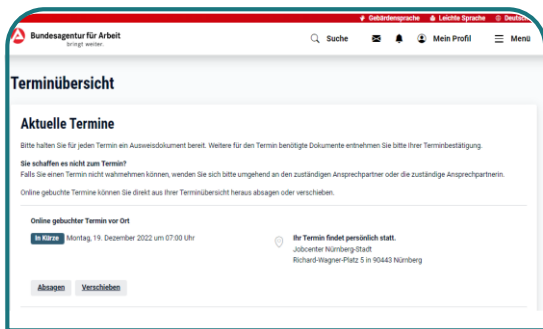 Gebärdensprache Leichte Sprache
Bundesagentur für Arbeit
bringt weiter.
Suche Mein Profil Menü
Terminübersicht
Aktuelle Termine
Bitte halten Sie für jeden Termin ein Ausweisdokument bereit. Weitere für den Termin benötigte Dokumente entnehmen Sie bitte Ihrer Terminbestätigung.
Sie schaffen es nicht zum Termin?
Falls Sie einen Termin nicht wahrnehmen können, wenden Sie sich bitte umgehend an den zuständigen Ansprechpartner oder die zuständige Ansprechpartnerin.
Online gebuchte Termine können Sie direkt aus Ihrer Terminübersicht heraus absagen oder verschieben.
Online gebuchter Termin vor Ort
In Kürze Montag, 19. Dezember 2022 um 07:00 Uhr
Ihr Termin findet persönlich statt.
Jobcenter Nürnberg-Stadt
Richard-Wagner-Platz 5 in 90443 Nürnberg
Absagen Verschieben